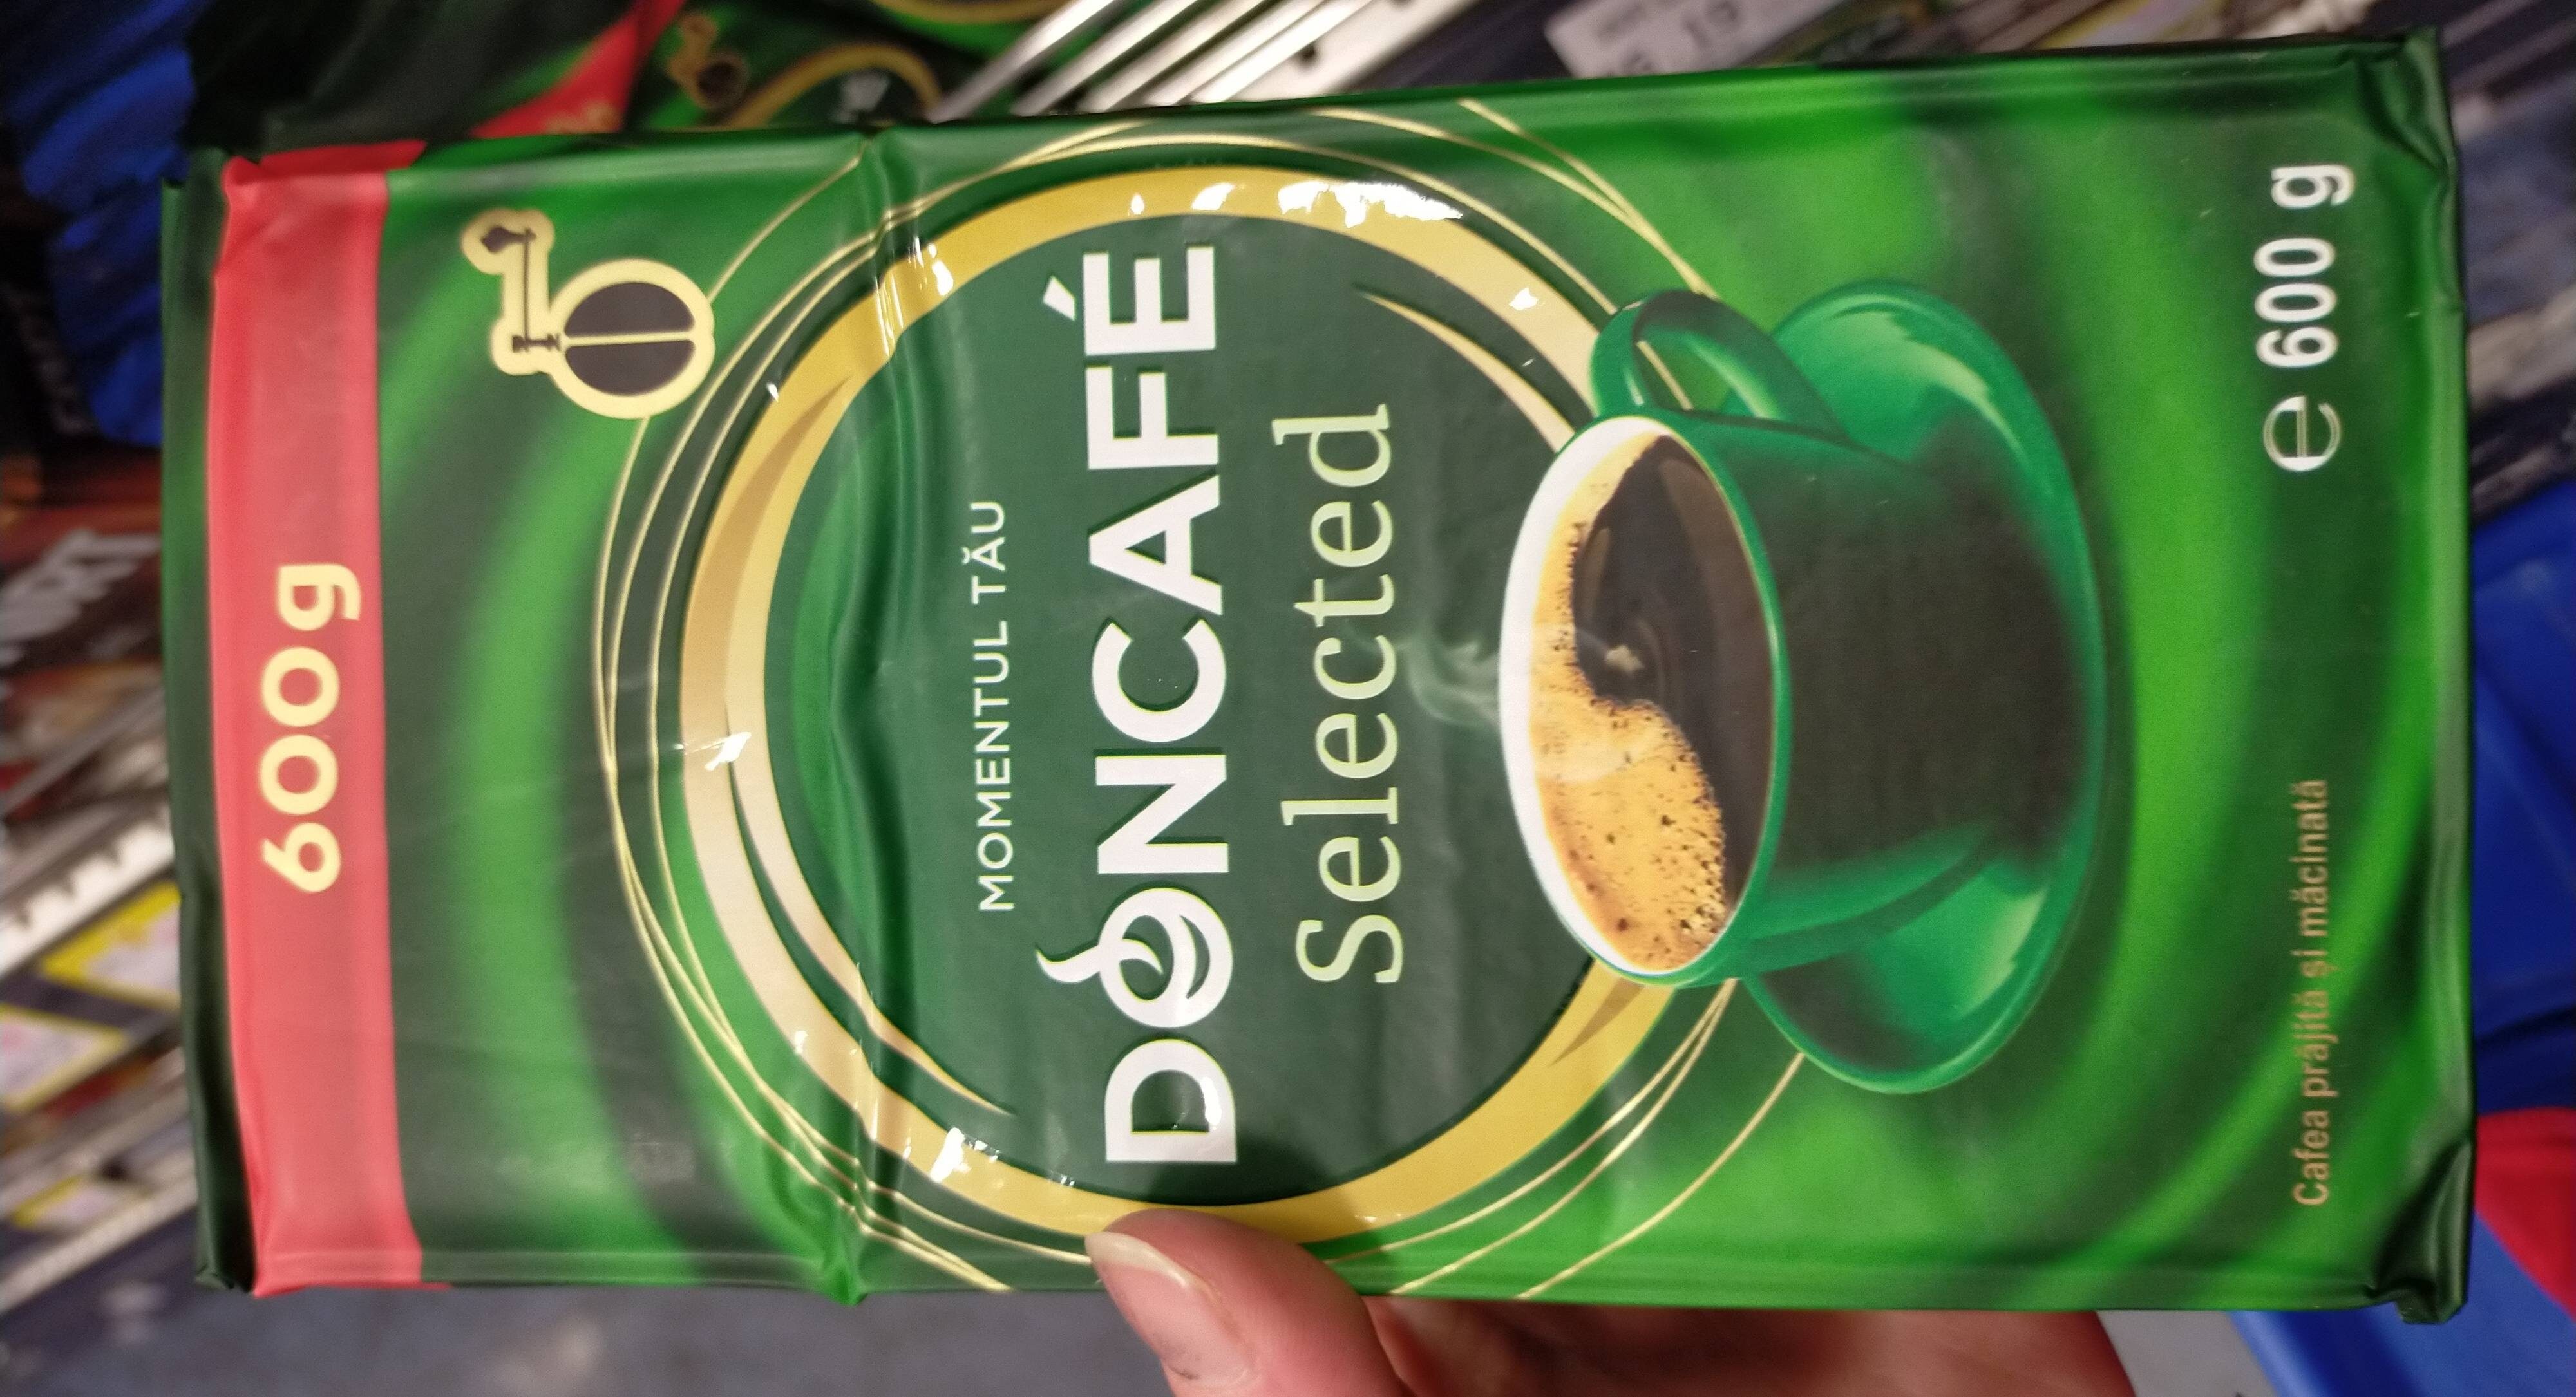 600g
MOMENTUL TĂU
DONCAFÉ
Selected
Cafea prăjită și măcinată
e 600 g